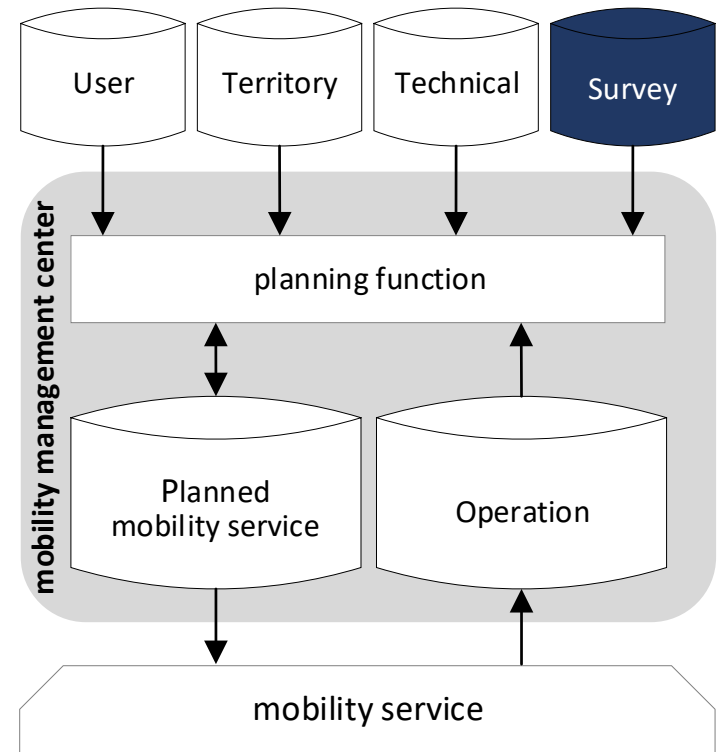 User
Territory
Technical
Survey
mobility management center
planning function
Planned
mobility service
Operation
mobility service